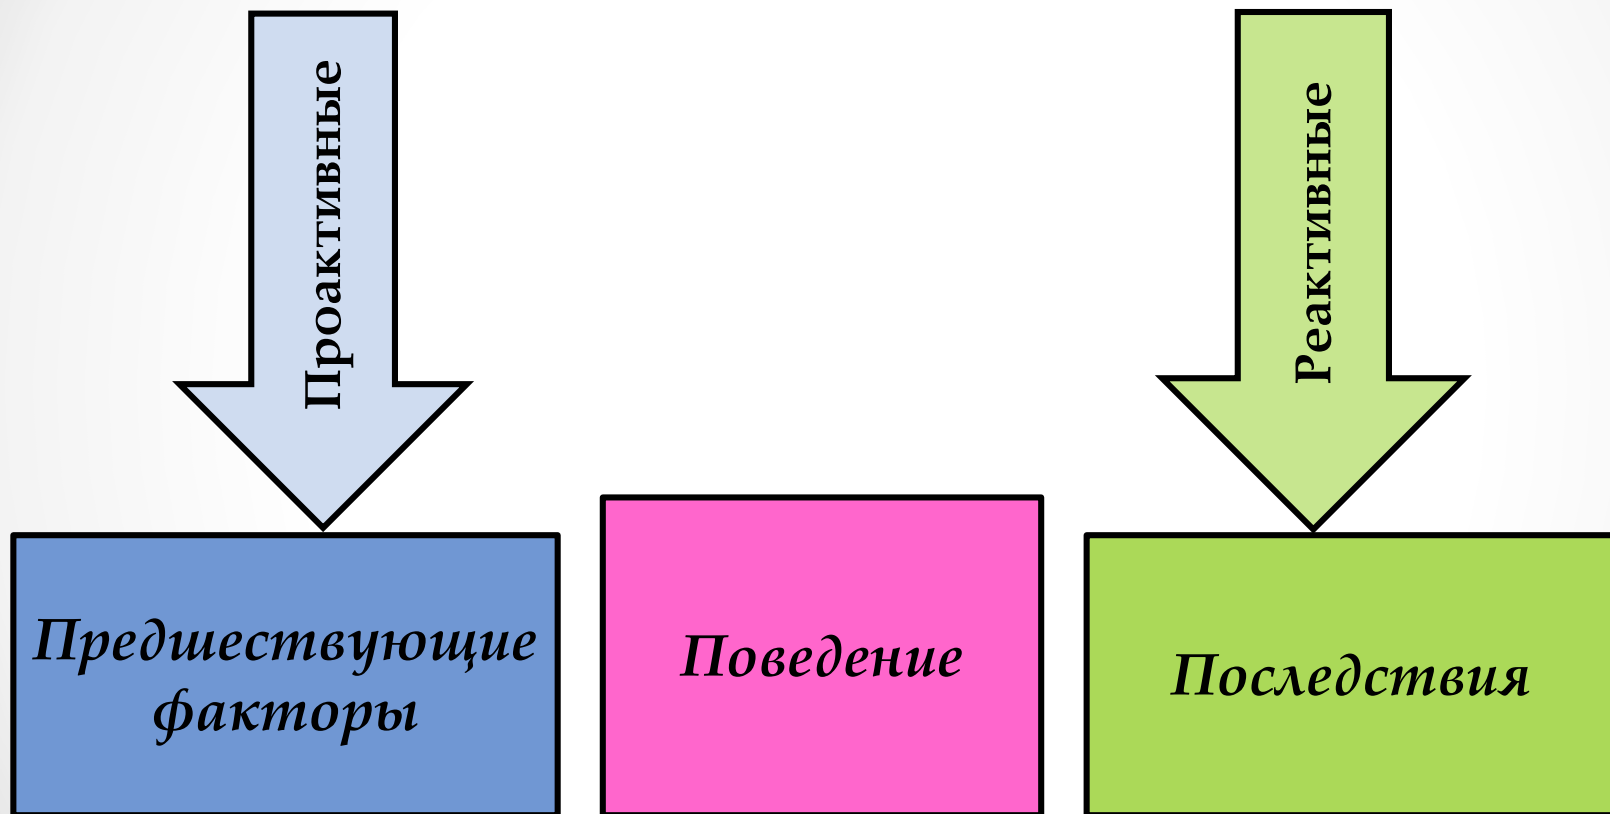 Проактивные
Реактивные
Предшествующие
факторы
Поведение
Последствия